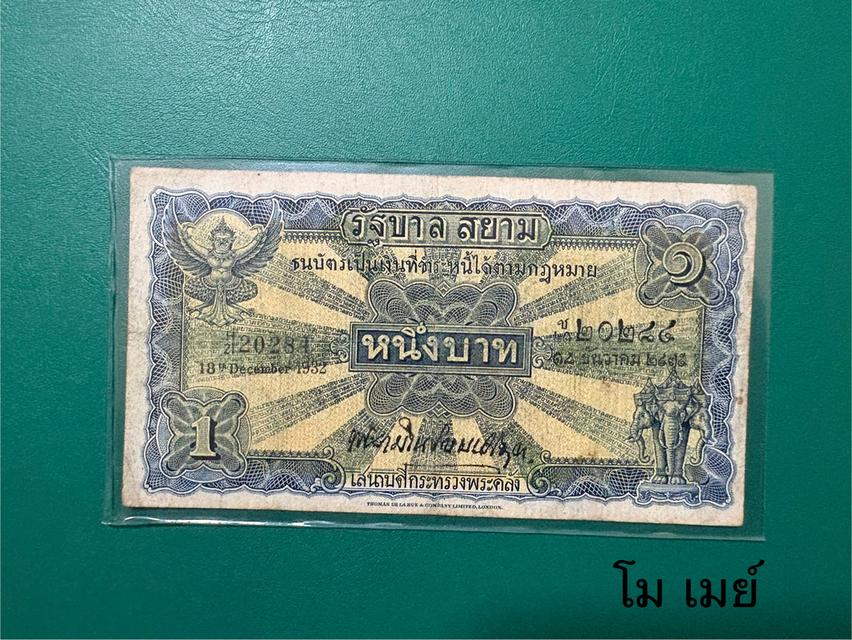 รัฐบาล สยาม
ธนบัตรเป็นเงินที่ชำระหนี้ได้ตามกฎหมาย
๑
20284
หนึ่งบาท
๒๐๒๘๔
18th December 1932
๑๘ ธันวาคม ๒๔๗๕
1
เสนาบดีกระทรวงพระคลัง
THOMAS DE LA RUE & COMPANY LIMITED, LONDON.
โม เมย์